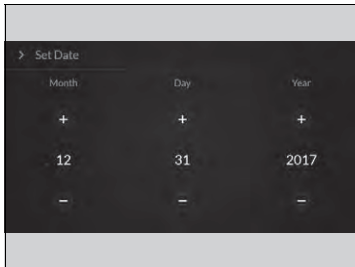 > Set Date
Month Day Year
+ + +
12 31 2017
− − −